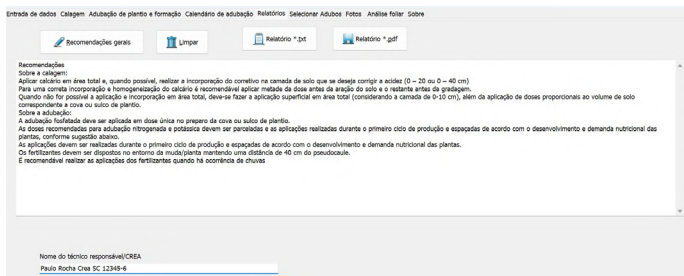 Entrada de dados Calagem Adubação de plantio e formação Calendário de adubação Relatórios Selecionar Adubos Fotos Análise foliar Sobre
Recomendações gerais Limpar Relatório *.txt Relatório *.pdf
Recomendações
Sobre a calagem:
Aplicar calcário em área total e, quando possível, realizar a incorporação do corretivo na camada de solo que se deseja corrigir a acidez (0 – 20 ou 0 – 40 cm)
Para uma correta incorporação e homogeneização do calcário é recomendável aplicar metade da dose antes da aração do solo e o restante antes da gradagem.
Quando não for possível a aplicação e incorporação em área total, deve-se fazer a aplicação superficial em área total (considerando a camada de 0-10 cm), além da aplicação de doses proporcionais ao volume de solo
correspondente a cova ou sulco de plantio.
Sobre a adubação:
A adubação fosfatada deve ser aplicada em dose única no preparo da cova ou sulco de plantio.
As doses recomendadas para adubação nitrogenada e potássica devem ser parceladas e as aplicações realizadas durante o primeiro ciclo de produção e espaçadas de acordo com o desenvolvimento e demanda nutricional das
plantas, conforme sugestão abaixo.
As aplicações devem ser realizadas durante o primeiro ciclo de produção e espaçadas de acordo com o desenvolvimento e demanda nutricional das plantas.
Os fertilizantes devem ser dispostos no entorno da muda/planta mantendo uma distância de 40 cm do pseudocaule.
É recomendável realizar as aplicações dos fertilizantes quando há ocorrência de chuvas
Nome do técnico responsável/CREA
Paulo Rocha Crea SC 12345-6